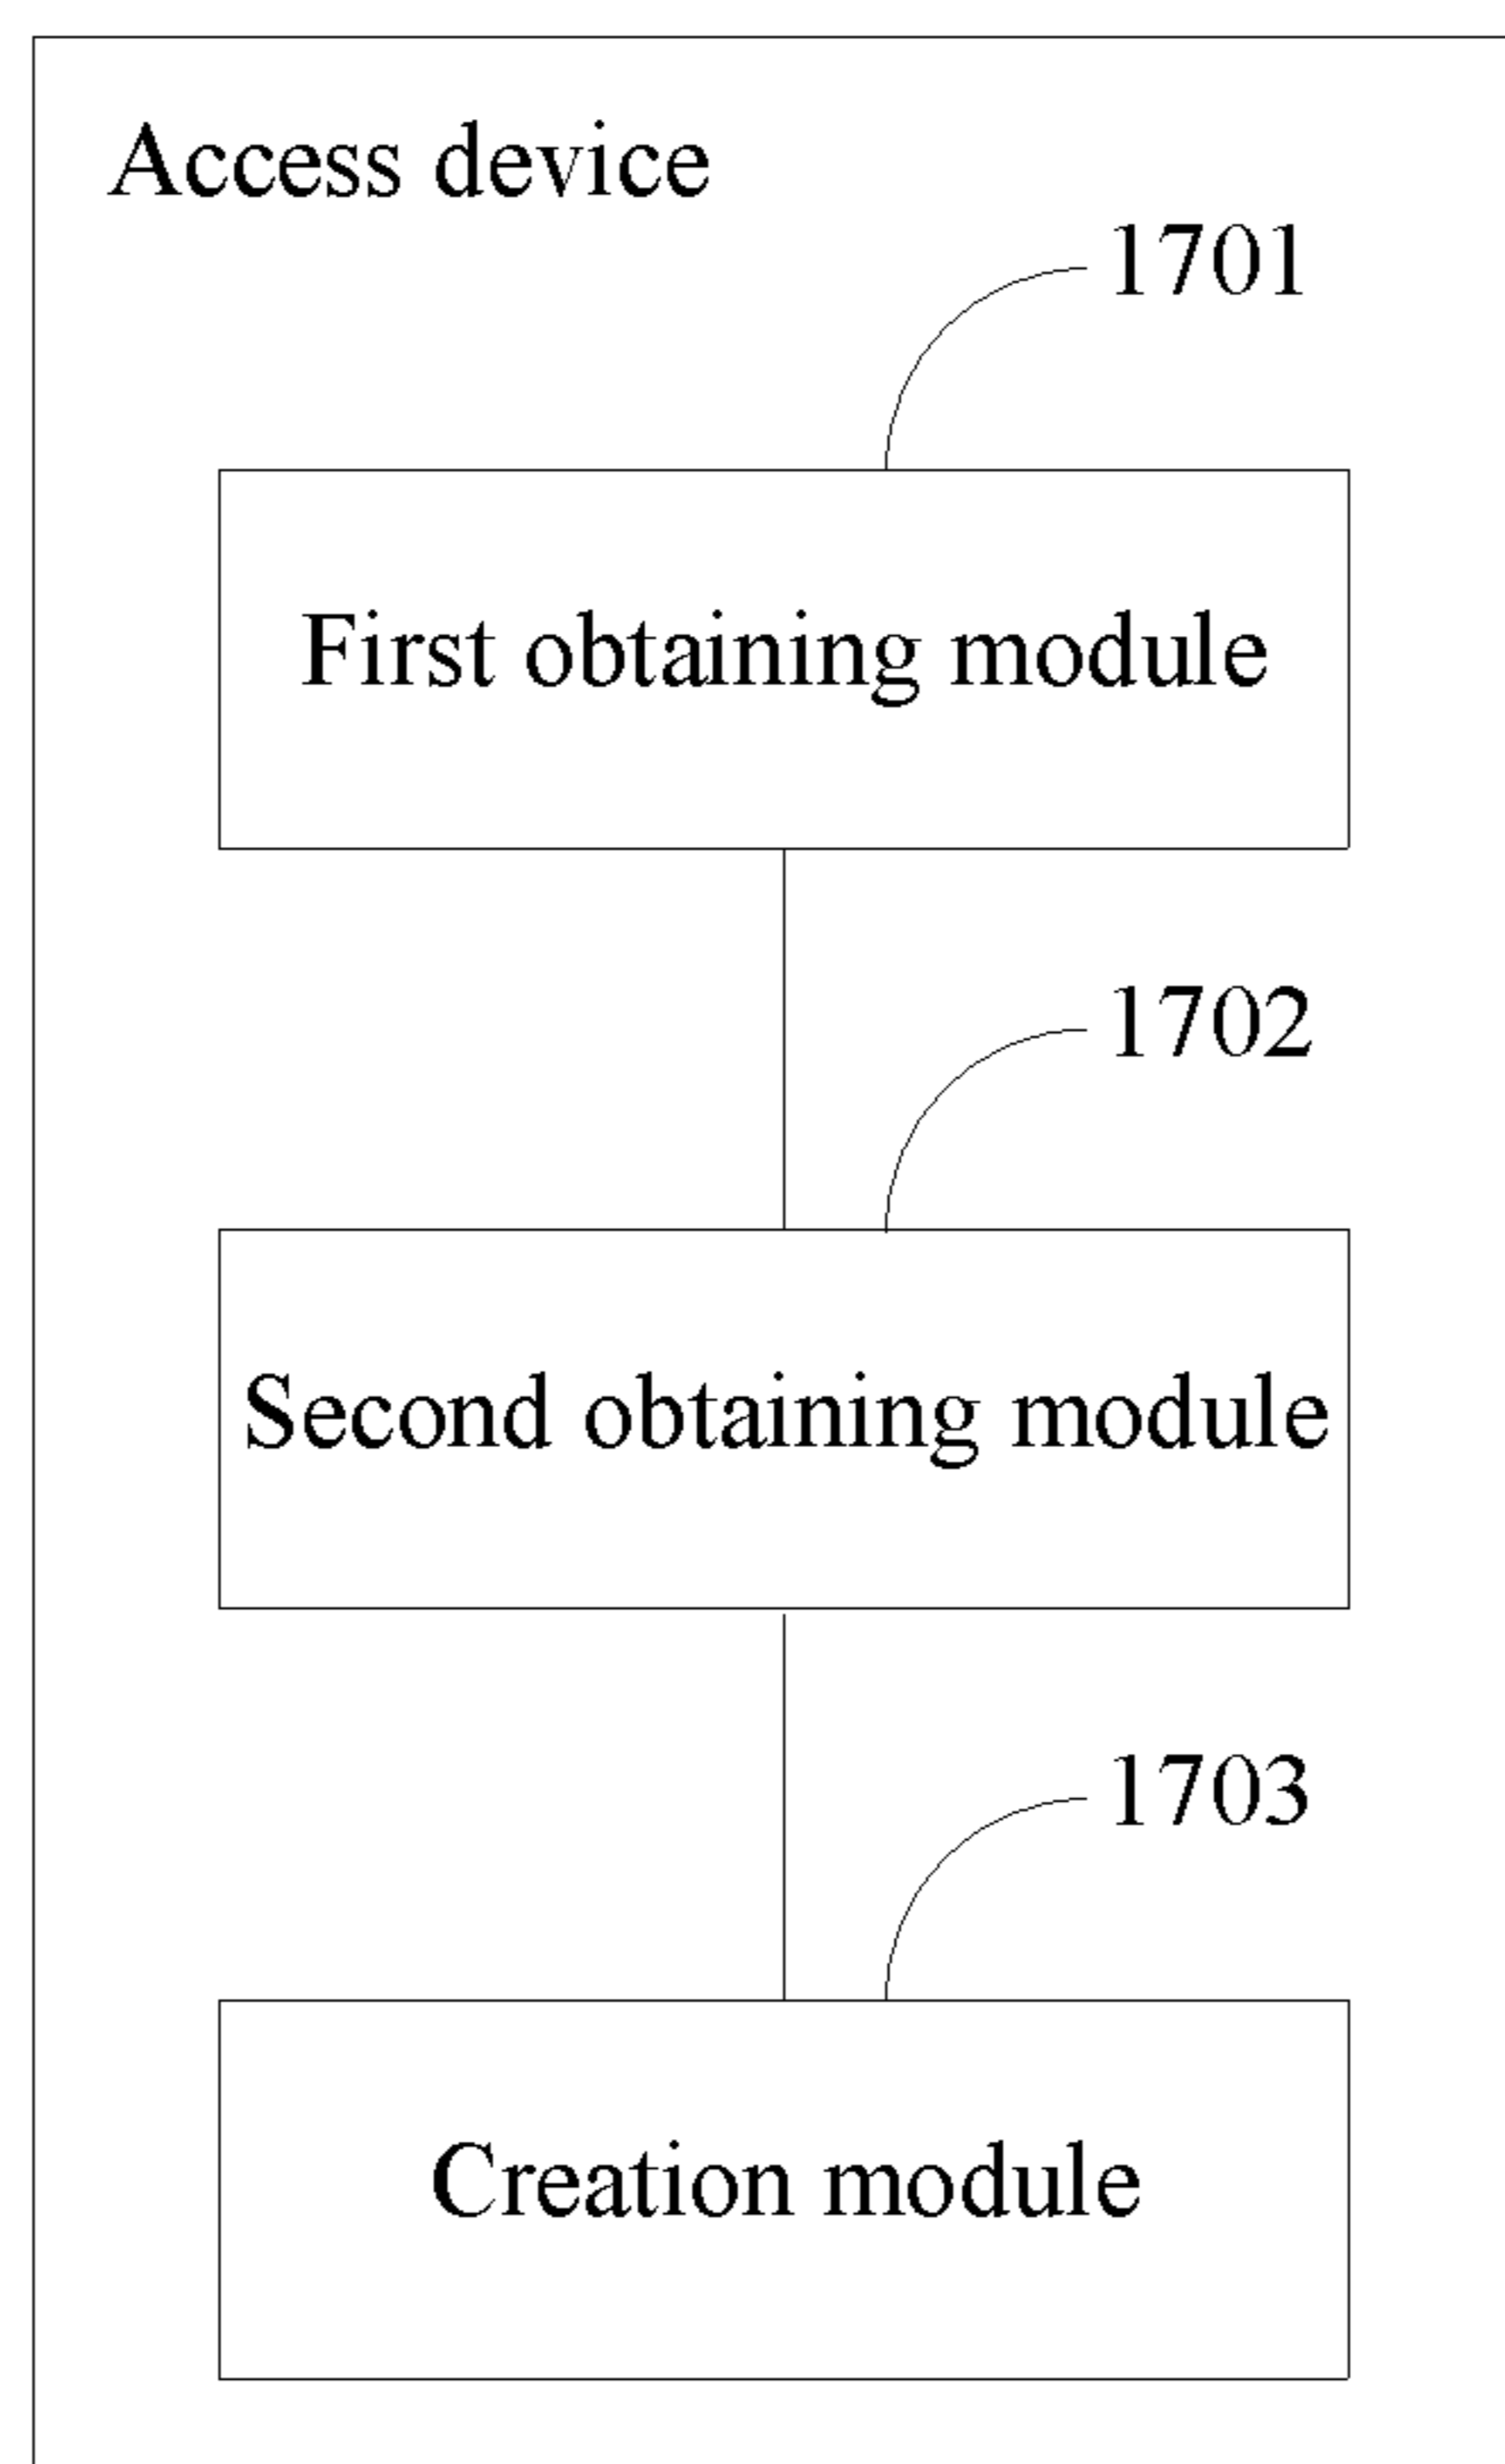 Access device
1701
First obtaining module
1702
Second obtaining module
1703
Creation module